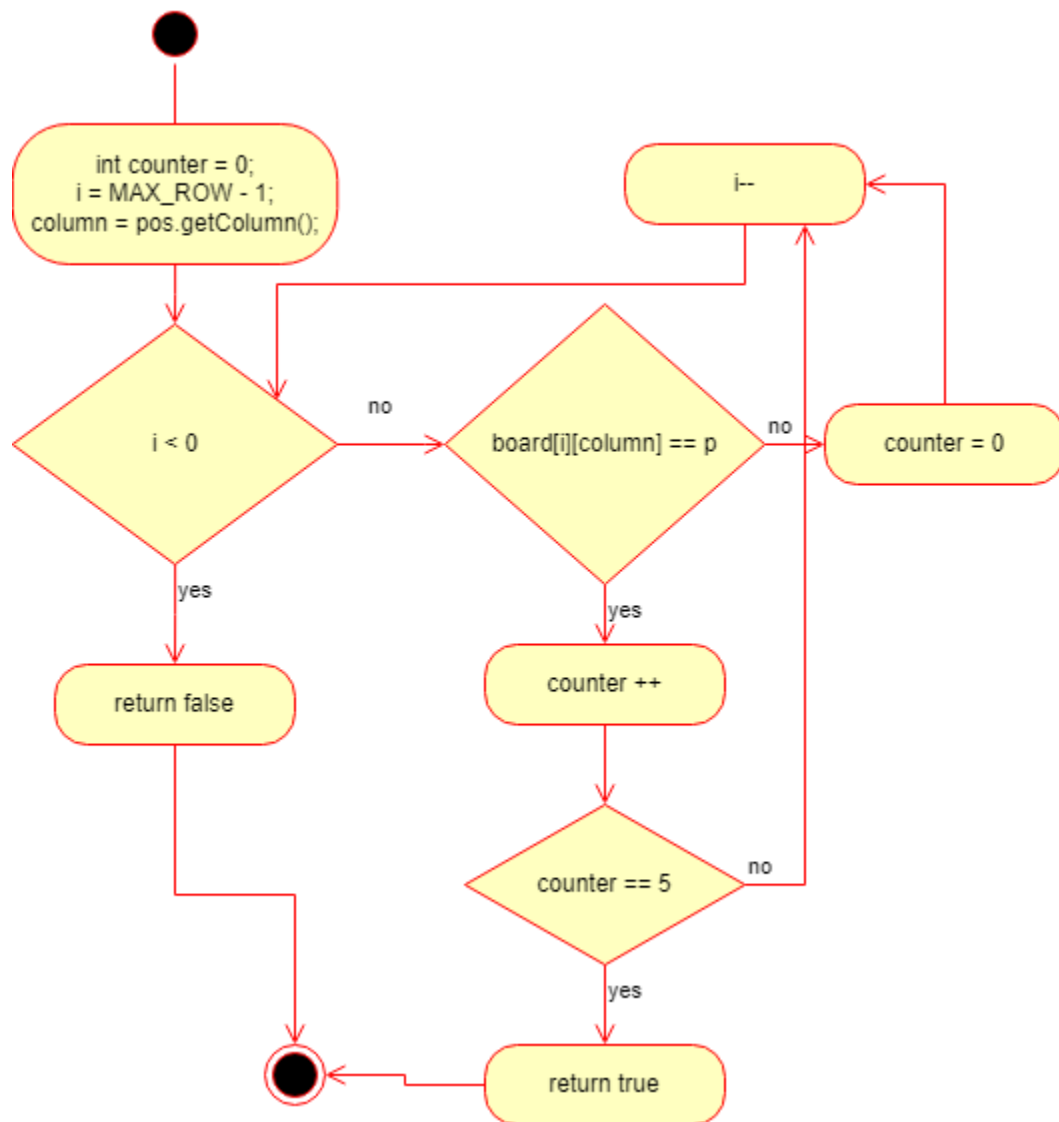 int counter = 0;
i = MAX_ROW - 1;
column = pos.getColumn();
i--
i < 0
no
board[i][column] == p
no
counter = 0
yes
return false
yes
counter ++
counter == 5
no
yes
return true